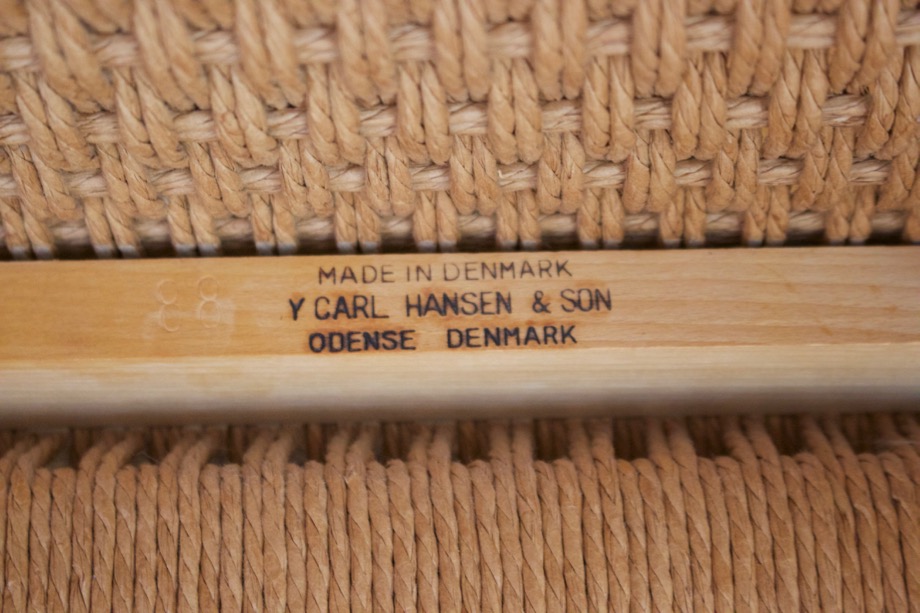 MADE IN DENMARK
Y CARL HANSEN & SON
ODENSE DENMARK